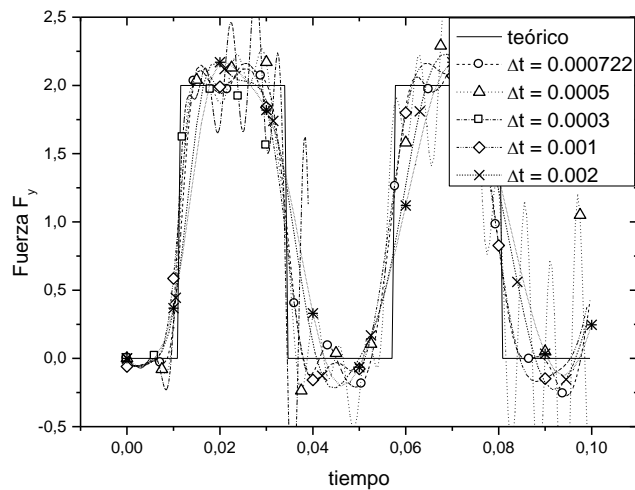 2,5
2,0
1,5
1,0
0,5
0,0
-0,5
Fuerza F_y
0,00
0,02
0,04
0,06
0,08
0,10
tiempo
teórico
Δt = 0.000722
Δt = 0.0005
Δt = 0.0003
Δt = 0.001
Δt = 0.002